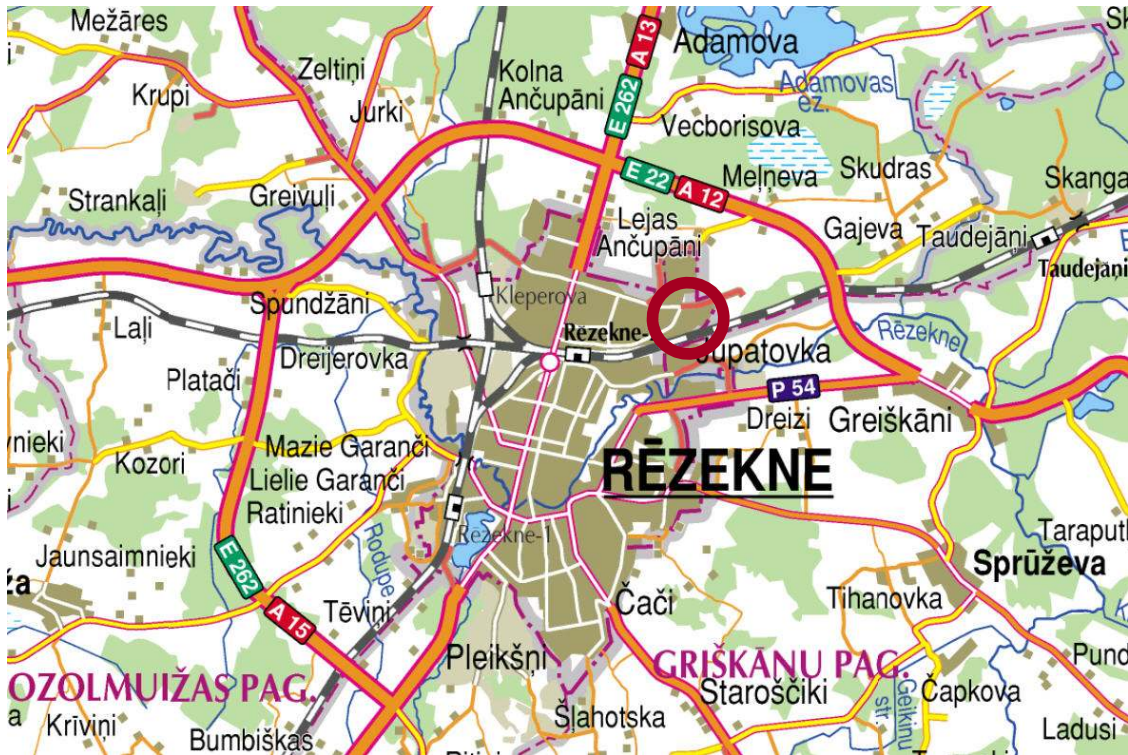 Mežāres
Adamova
Zeltiņi
Kolna
Ančupāni
A 13
E 262
Krupi
Jurki
Adamovas
ez.
Vecborisova
E 22
A 12
Meļņeva
Skudras
Strankaļi
Greivuļi
Skanga
Lejas
Ančupāni
Gajeva
Taudejāņi
Taudejāņi
Kleperova
Spundžāni
Laļi
Rēzekne-
Rēzekne
Jupatovka
Dreijerovka
Platači
P 54
Dreizi
Greiškāni
Mazie Garanči
Kozori
Lielie Garanči
RĒZEKNE
Ratinieki
Rēzekne-1
Jaunsaimnieki
Rodupe
E 262
Sprūževa
A 15
Tēviņi
Čači
Tihanovka
Pleikšņi
GRIŠKĀNU PAG.
OZOLMUIŽAS PAG.
Staroščiki
Čapkova
Geikinu
str.
Krīviņi
Šlahotska
Ladusi
Bumbiškas